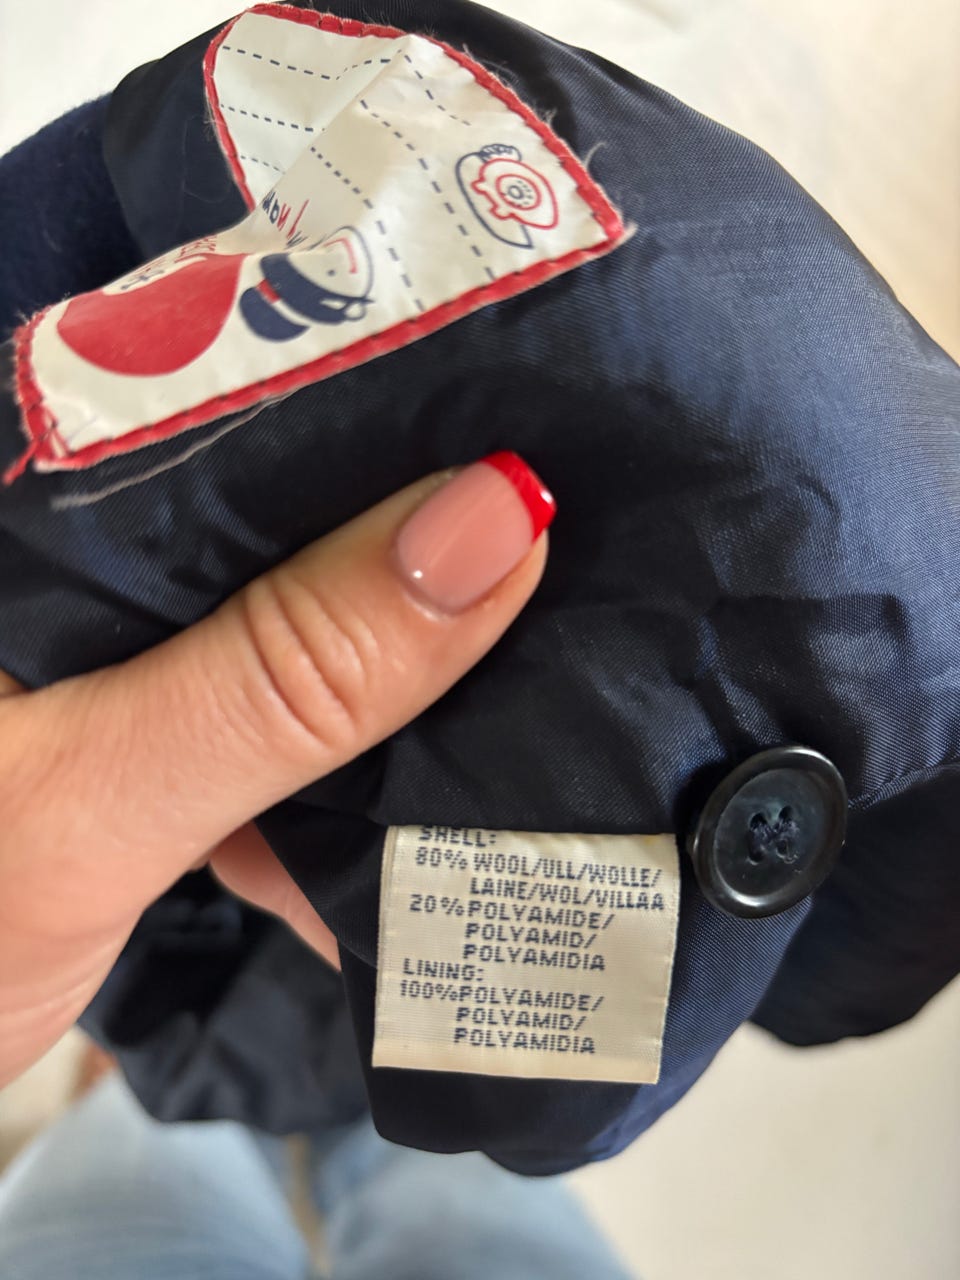 SHELL:
80% WOOL/ULL/WOLLE/
LAINE/WOL/VILLAA
20%POLYAMIDE/
POLYAMID/
POLYAMIDIA
LINING:
100%POLYAMIDE/
POLYAMID/
POLYAMIDIA